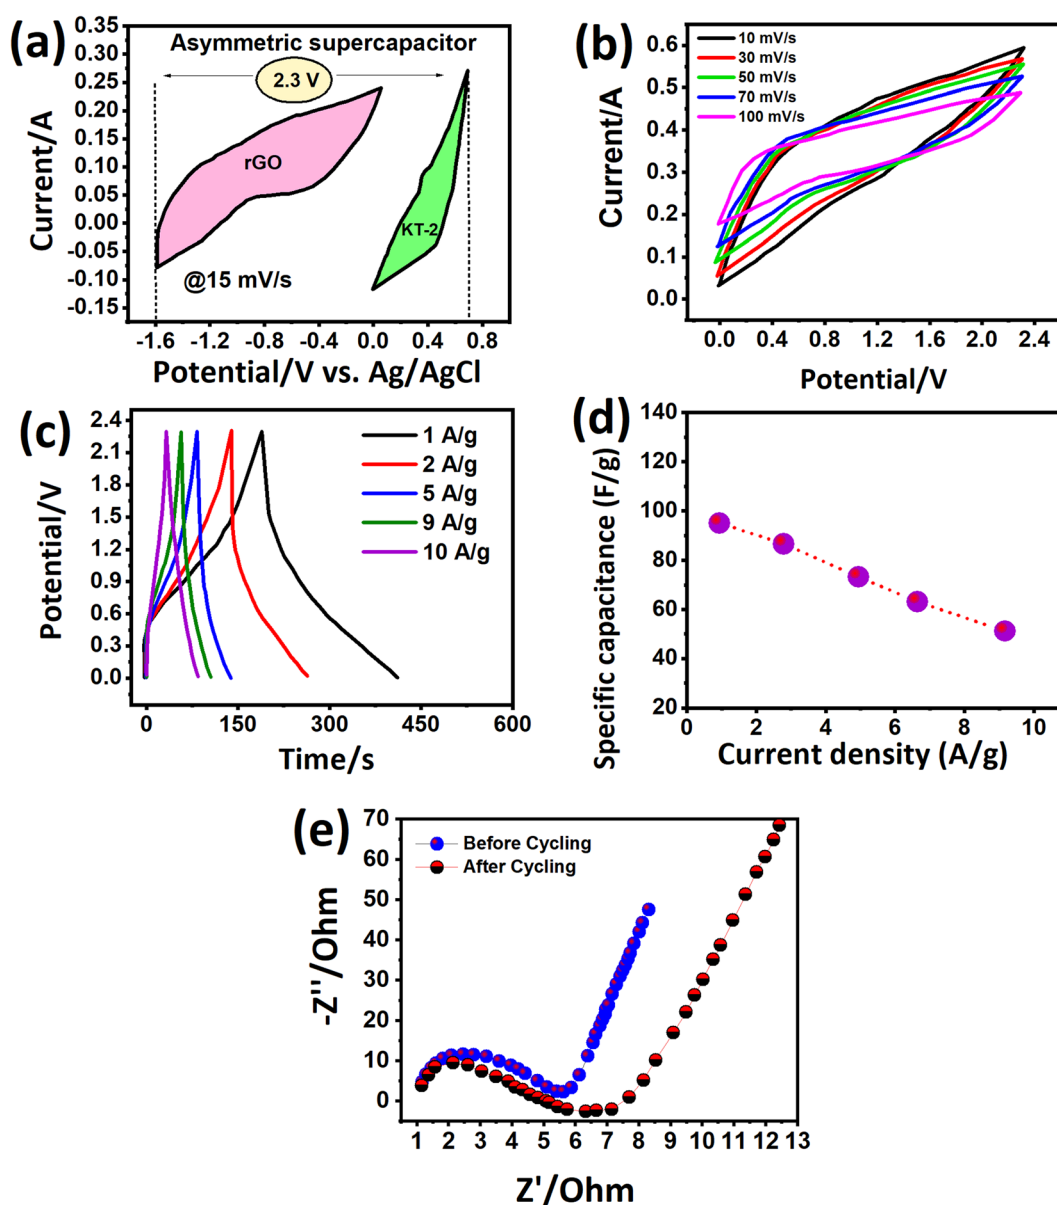 (a)
Asymmetric supercapacitor
2.3 V
rGO
KT-2
@15 mV/s
0.35
0.30
0.25
0.20
0.15
0.10
0.05
0.00
-0.05
-0.10
-0.15
Current/A
-1.6 -1.2 -0.8 -0.4 0.0 0.4 0.8
Potential/V vs. Ag/AgCl
(b)
10 mV/s
30 mV/s
50 mV/s
70 mV/s
100 mV/s
0.6
0.5
0.4
0.3
0.2
0.1
0.0
Current/A
0.0 0.4 0.8 1.2 1.6 2.0 2.4
Potential/V
(c)
1 A/g
2 A/g
5 A/g
9 A/g
10 A/g
2.4
2.1
1.8
1.5
1.2
0.9
0.6
0.3
0.0
Potential/V
0 150 300 450 600
Time/s
(d)
140
120
100
80
60
40
20
Specific capacitance (F/g)
0 2 4 6 8 10
Current density (A/g)
(e)
Before Cycling
After Cycling
70
60
50
40
30
20
10
0
-Z''/Ohm
1 2 3 4 5 6 7 8 9 10 11 12 13
Z'/Ohm